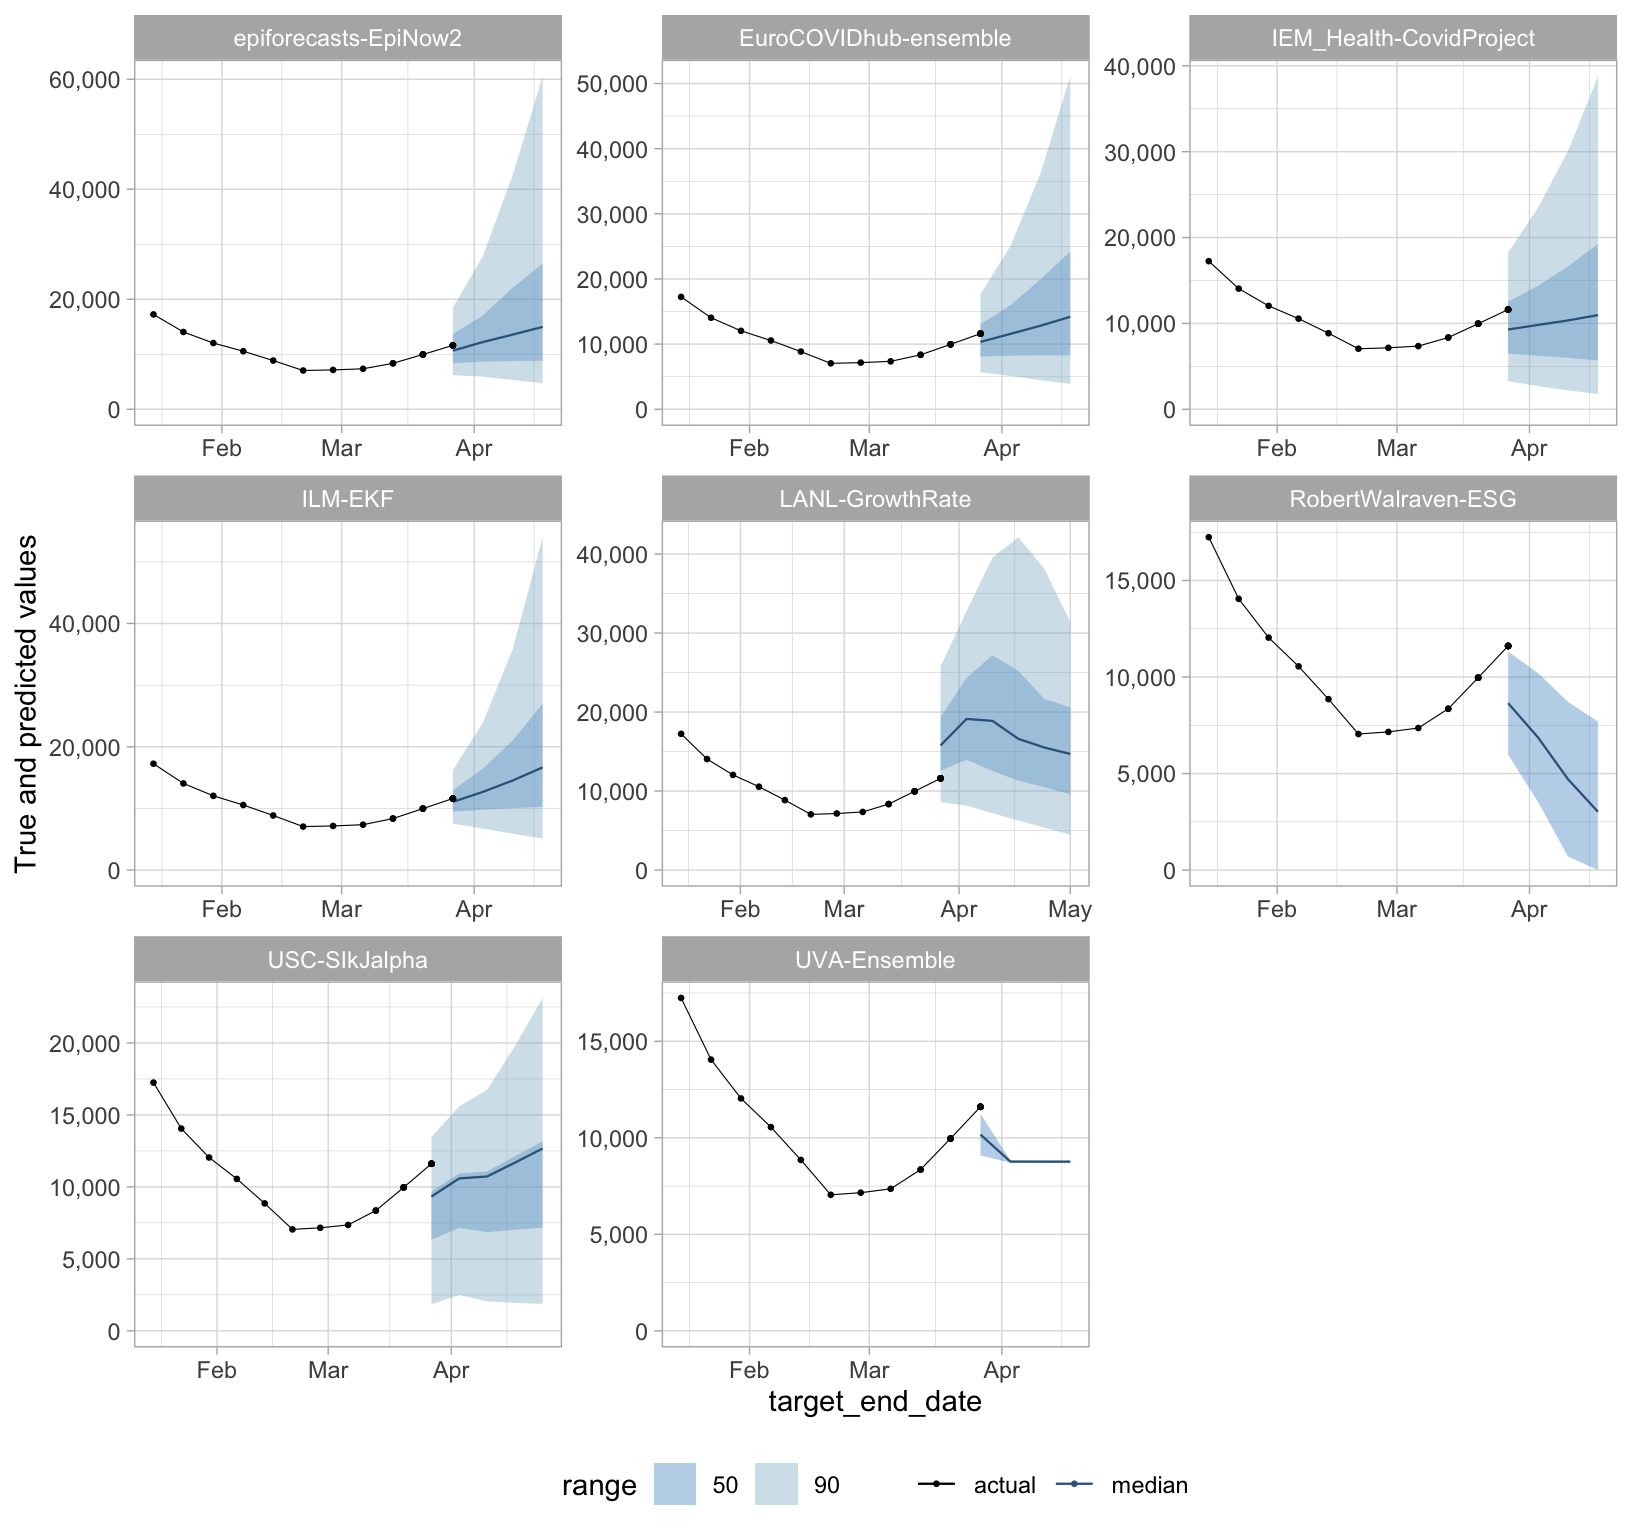 epiforecasts-EpiNow2
EuroCOVIDhub-ensemble
IEM_Health-CovidProject
60,000
40,000
20,000
0
50,000
40,000
30,000
20,000
10,000
0
40,000
30,000
20,000
10,000
0
Feb Mar Apr
Feb Mar Apr
Feb Mar Apr
True and predicted values
ILM-EKF
LANL-GrowthRate
RobertWalraven-ESG
40,000
20,000
0
40,000
30,000
20,000
10,000
0
15,000
10,000
5,000
0
Feb Mar Apr
Feb Mar Apr May
Feb Mar Apr
USC-SIkJalpha
UVA-Ensemble
20,000
15,000
10,000
5,000
0
15,000
10,000
5,000
0
Feb Mar Apr
Feb Mar Apr
target_end_date
range 50 90 actual median